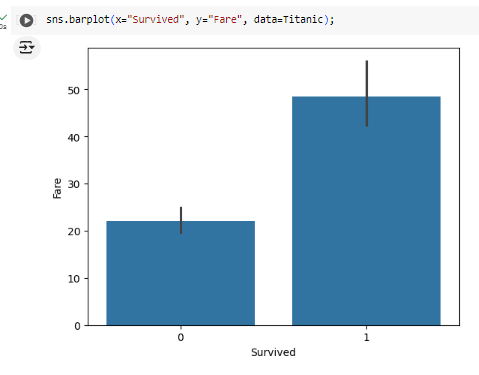 sns.barplot(x="Survived", y="Fare", data=Titanic);
50
40
30
20
10
0
Fare
0 1
Survived